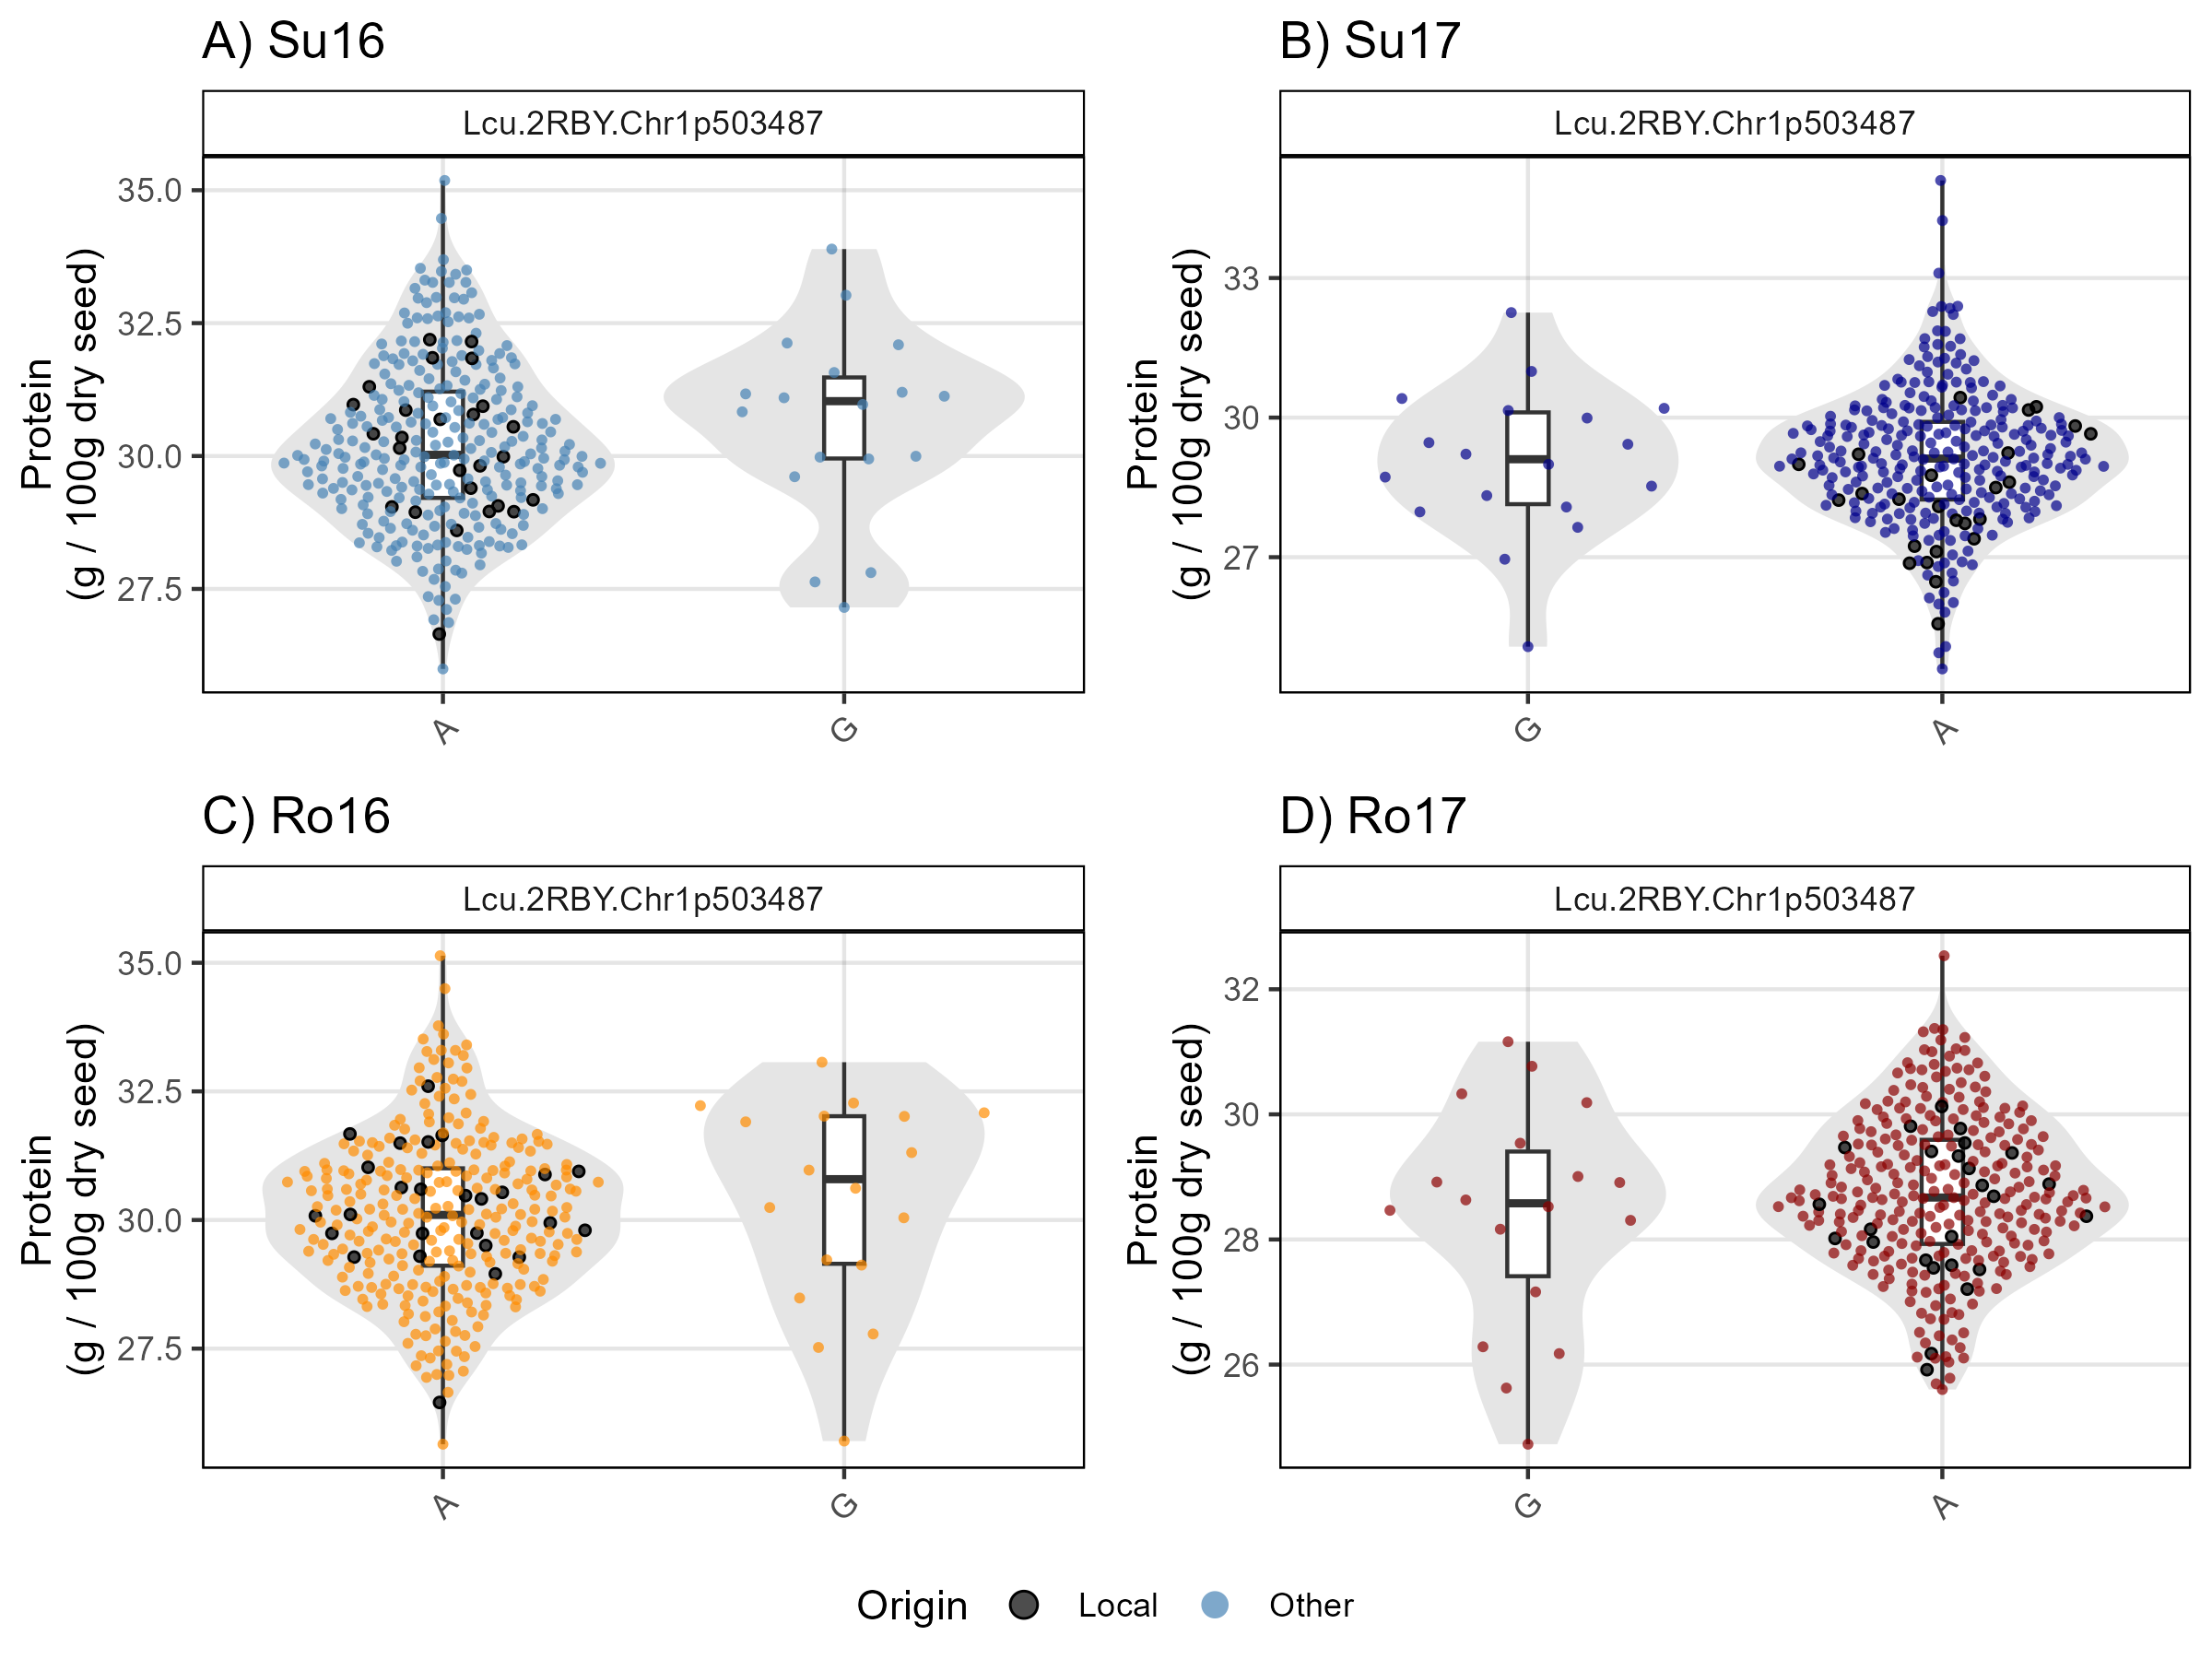 A) Su16
Lcu.2RBY.Chr1p503487
Protein
(g / 100g dry seed)
35.0
32.5
30.0
27.5
A
G
B) Su17
Lcu.2RBY.Chr1p503487
Protein
(g / 100g dry seed)
33
30
27
G
A
C) Ro16
Lcu.2RBY.Chr1p503487
Protein
(g / 100g dry seed)
35.0
32.5
30.0
27.5
A
G
D) Ro17
Lcu.2RBY.Chr1p503487
Protein
(g / 100g dry seed)
32
30
28
26
G
A
Origin Local Other